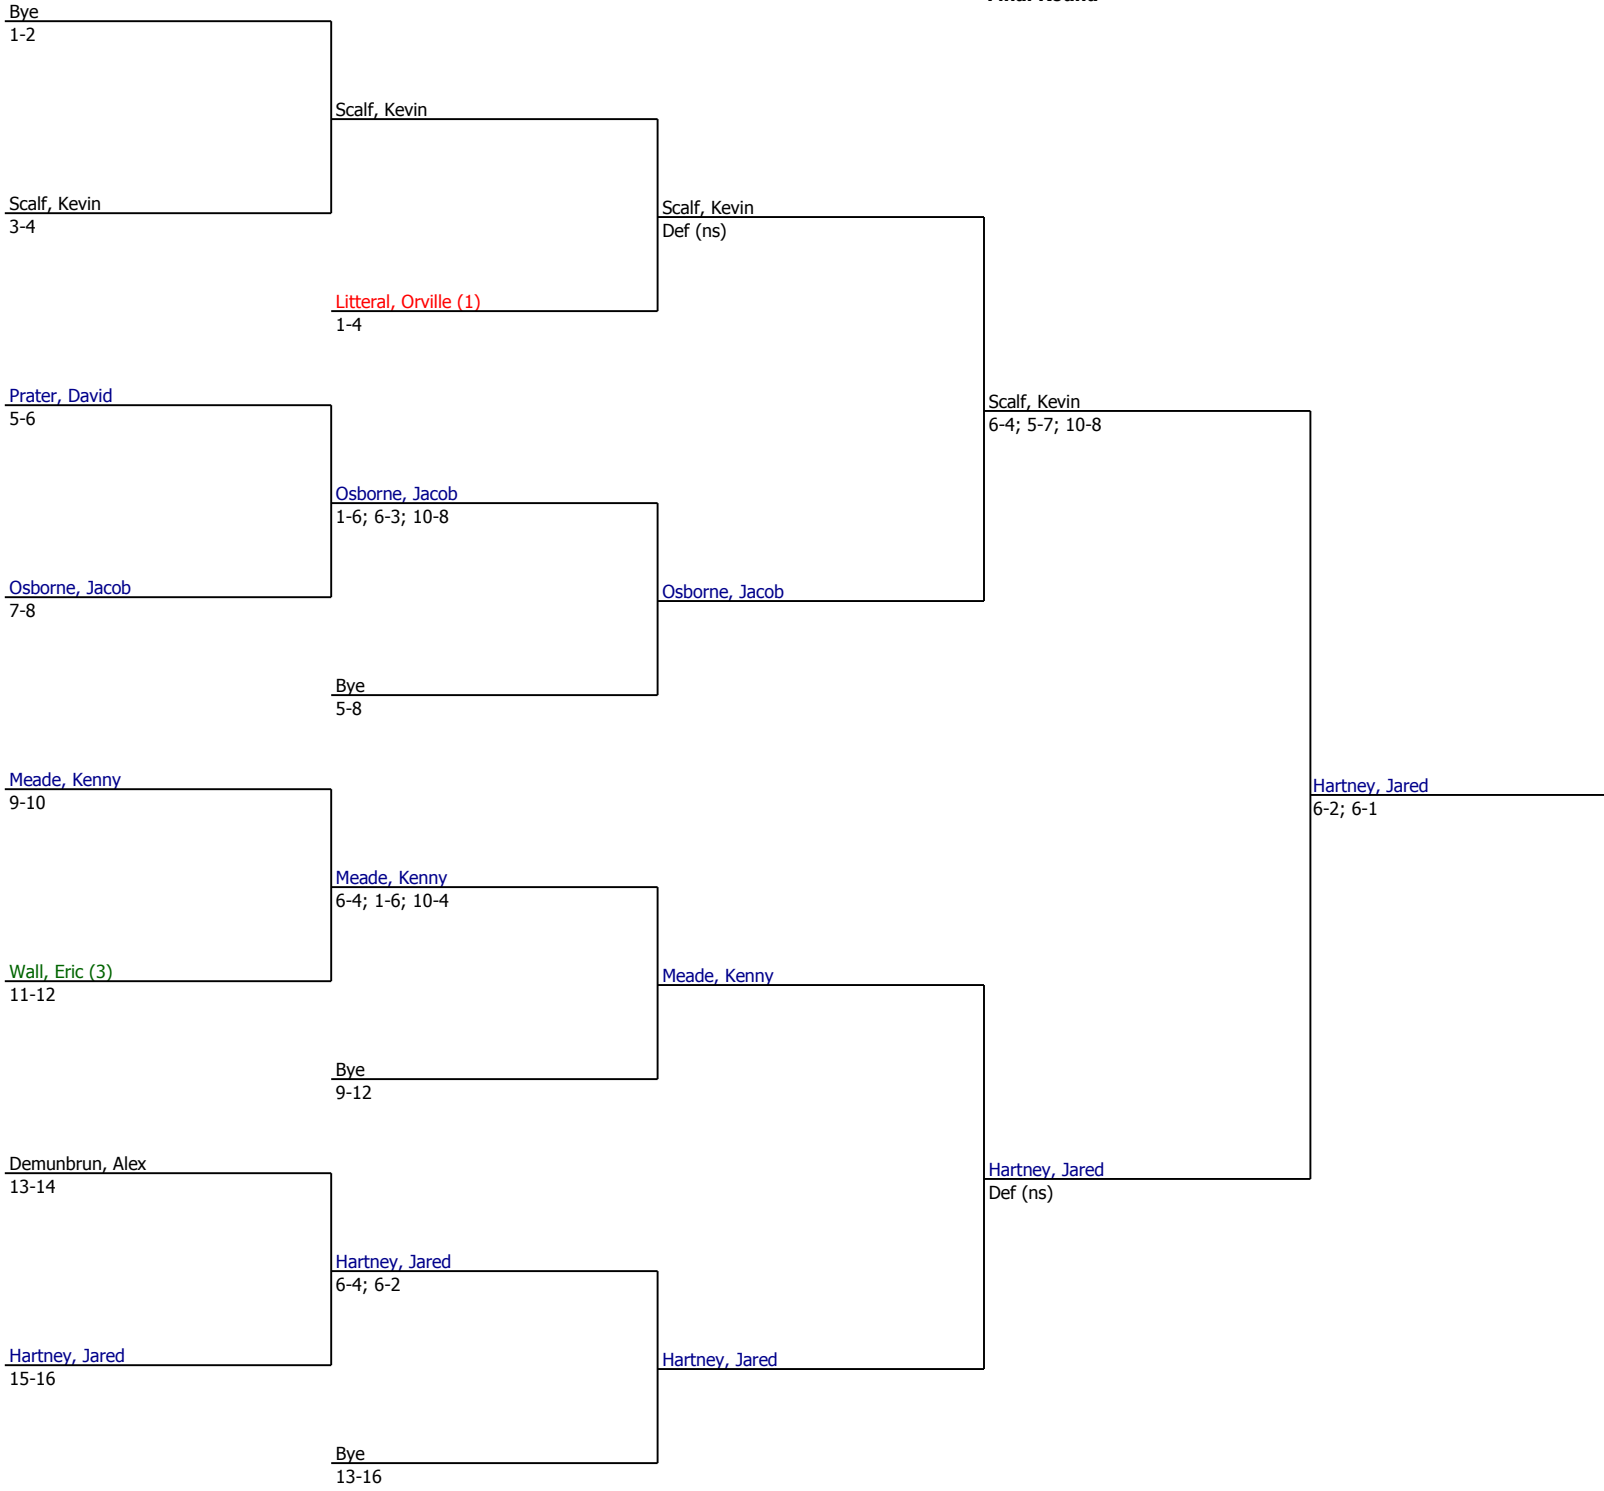 Bye
1-2
Scalf, Kevin
Scalf, Kevin
3-4
Scalf, Kevin
Def (ns)
Litteral, Orville (1)
1-4
Prater, David
5-6
Scalf, Kevin
6-4; 5-7; 10-8
Osborne, Jacob
1-6; 6-3; 10-8
Osborne, Jacob
7-8
Osborne, Jacob
Bye
5-8
Meade, Kenny
9-10
Hartney, Jared
6-2; 6-1
Meade, Kenny
6-4; 1-6; 10-4
Wall, Eric (3)
11-12
Meade, Kenny
Bye
9-12
Demunbrun, Alex
13-14
Hartney, Jared
Def (ns)
Hartney, Jared
6-4; 6-2
Hartney, Jared
15-16
Hartney, Jared
Bye
13-16